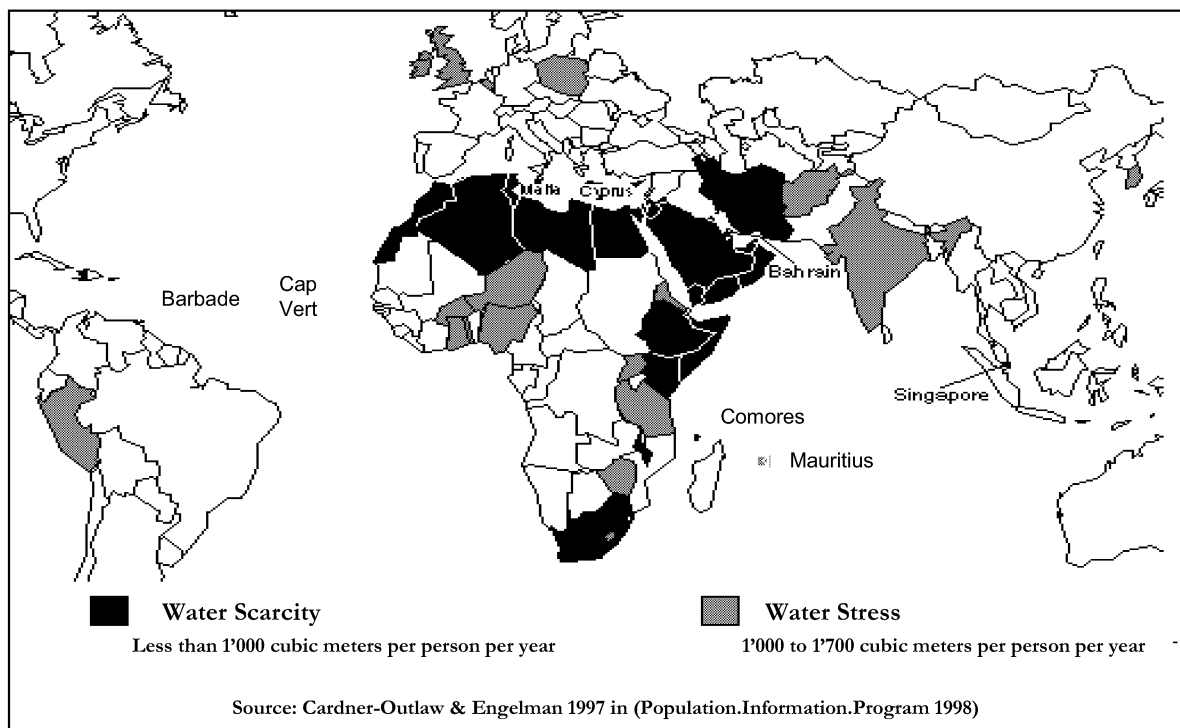 Malta
Cyprus
Bahrain
Barbade
Cap
Vert
Singapore
Comores
Mauritius
Water Scarcity
Less than 1'000 cubic meters per person per year
Water Stress
1'000 to 1'700 cubic meters per person per year
Source: Cardner-Outlaw & Engelman 1997 in (Population.Information.Program 1998)